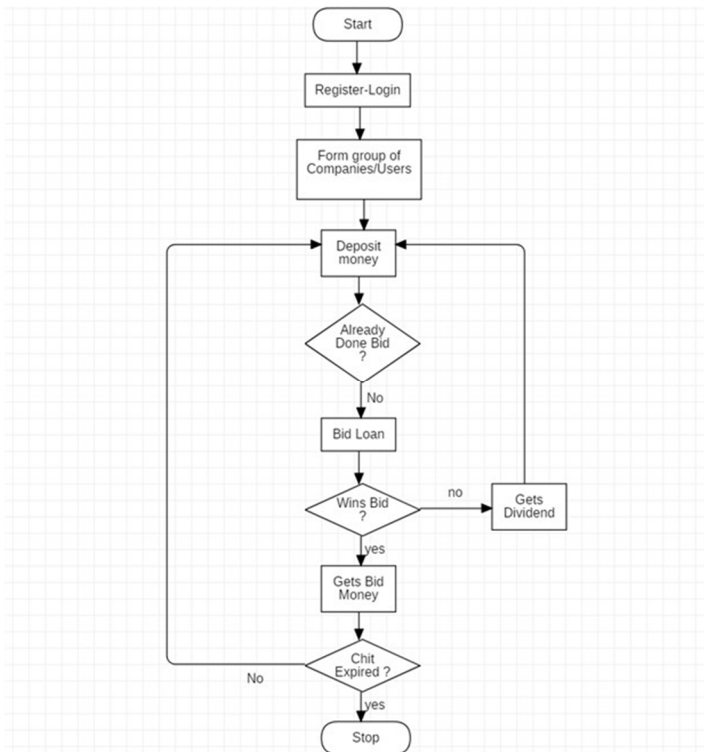 Start
Register-Login
Form group of
Companies/Users
Deposit
money
Already
Done Bid
?
No
Bid Loan
Wins Bid
?
no
Gets
Dividend
yes
Gets Bid
Money
Chit
Expired ?
No
yes
Stop